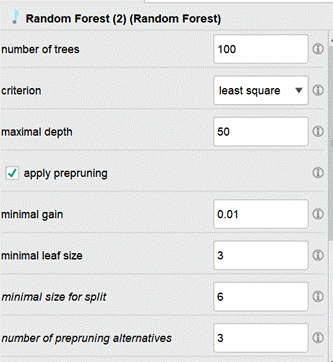 Random Forest (2) (Random Forest)
number of trees 100
criterion least square
maximal depth 50
apply prepruning
minimal gain 0.01
minimal leaf size 3
minimal size for split 6
number of prepruning alternatives 3